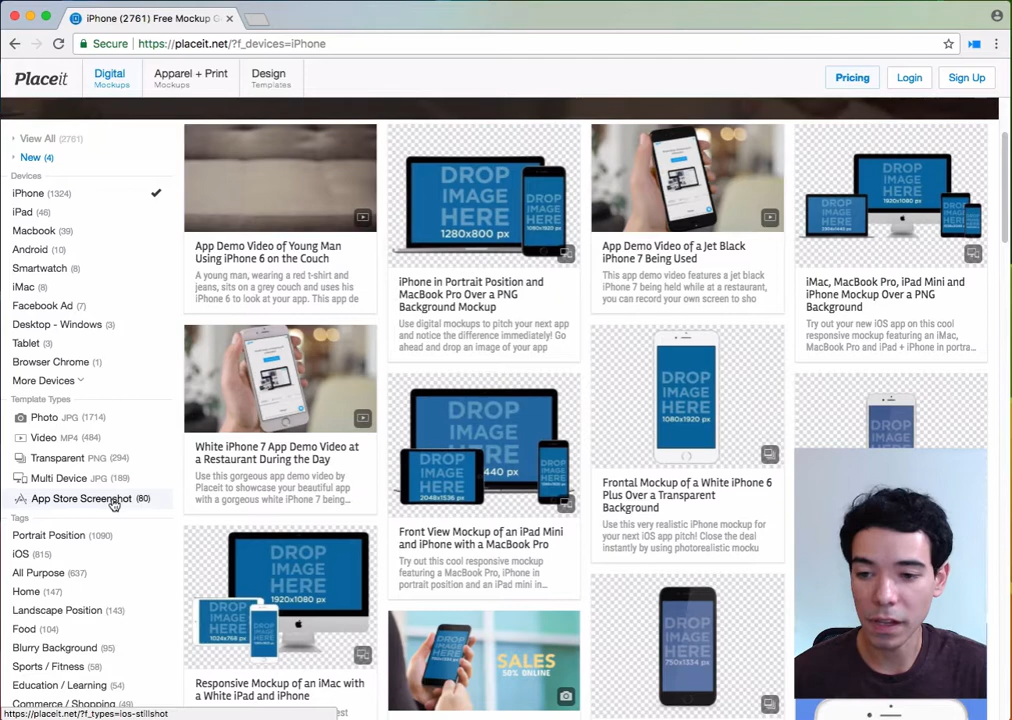 iPhone (2761) Free Mockup G
Secure
https://placeit.net/?f_devices=iPhone
Placeit
Digital
Mockups
Apparel + Print
Mockups
Design
Templates
Pricing
Login
Sign Up
View All (2761)
New (4)
Devices
iPhone (1324)
iPad (46)
Macbook (39)
Android (10)
Smartwatch (8)
iMac (8)
Facebook Ad (7)
Desktop - Windows (3)
Tablet (3)
Browser Chrome (1)
More Devices
Template Types
Photo JPG (1714)
Video MP4 (484)
Transparent PNG (294)
Multi Device JPG (189)
App Store Screenshot (80)
Tags
Portrait Position (1090)
iOS (815)
All Purpose (637)
Home (147)
Landscape Position (143)
Food (104)
Blurry Background (95)
Sports / Fitness (58)
Education / Learning (54)
Commerce / Shopping (49)
https://placeit.net/?f_types=ios-stillshot
App Demo Video of Young Man
Using iPhone 6 on the Couch
A young man, wearing a red t-shirt and
jeans, sits on a grey couch and uses his
iPhone 6 to look at your app. This app de
White iPhone 7 App Demo Video at
a Restaurant During the Day
Use this gorgeous app demo video by
Placeit to showcase your beautiful app
with a gorgeous white iPhone 7 being...
DROP
IMAGE
HERE
1920x1080 px
DROP
IMAGE
HERE
1024x768 px
Responsive Mockup of an iMac with
a White iPad and iPhone
DROP
IMAGE
HERE
1280x800 px
DROP
IMAGE
HERE
1080x1920 px
iPhone in Portrait Position and
MacBook Pro Over a PNG
Background Mockup
Use digital mockups to pitch your next app
and notice the difference immediately! Go
ahead and drop an image of your app
DROP
IMAGE
HERE
440 px
DROP
IMAGE
HERE
2048x1536 px
DROP
IMAGE
HERE
Front View Mockup of an iPad Mini
and iPhone with a MacBook Pro
Try out this cool responsive mockup
featuring a MacBook Pro, iPhone in
portrait position and an iPad mini in...
DROP
IMAGE
HERE
SALES
50% ONLINE
App Demo Video of a Jet Black
iPhone 7 Being Used
This app demo video features a jet black
iPhone 7 being held while at a restaurant,
you can record your own screen to sho
DROP
IMAGE
HERE
1080x1920 px
Frontal Mockup of a White iPhone 6
Plus Over a Transparent
Background
Use this very realistic iPhone mockup for
your next iOS app pitch! Close the deal
instantly by using photorealistic mocku
DROP
IMAGE
HERE
750x1334 px
DROP
IMAGE HERE
1920x1080 px
DROP
IMAGE HERE
2304x1440 px
iMac, MacBook Pro, iPad Mini and
iPhone Mockup Over a PNG
Background
Try out your new iOS app on this cool
responsive mockup featuring an iMac,
MacBook Pro and iPad + iPhone in portra...
DROP
IMAGE